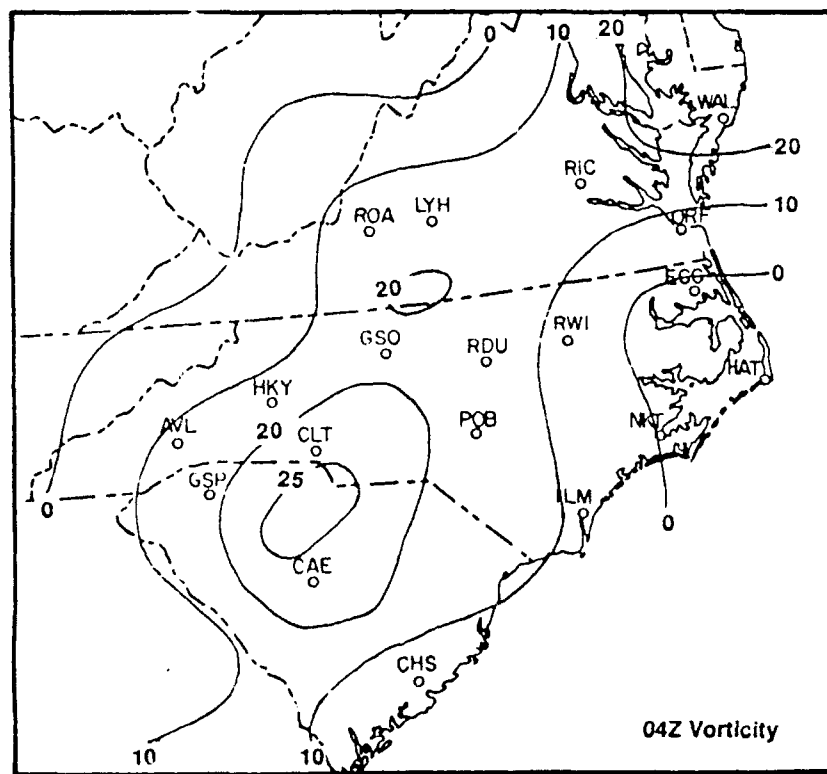 0 10 20
WAL
20
RIC
LYH
ROA
10
ORF
20
0
ECG
GSO
RWI
RDU
HAT
HKY
AVL
20
CLT
POB
NKT
GSP
25
0
ILM
0
CAE
CHS
04Z Vorticity
10
10